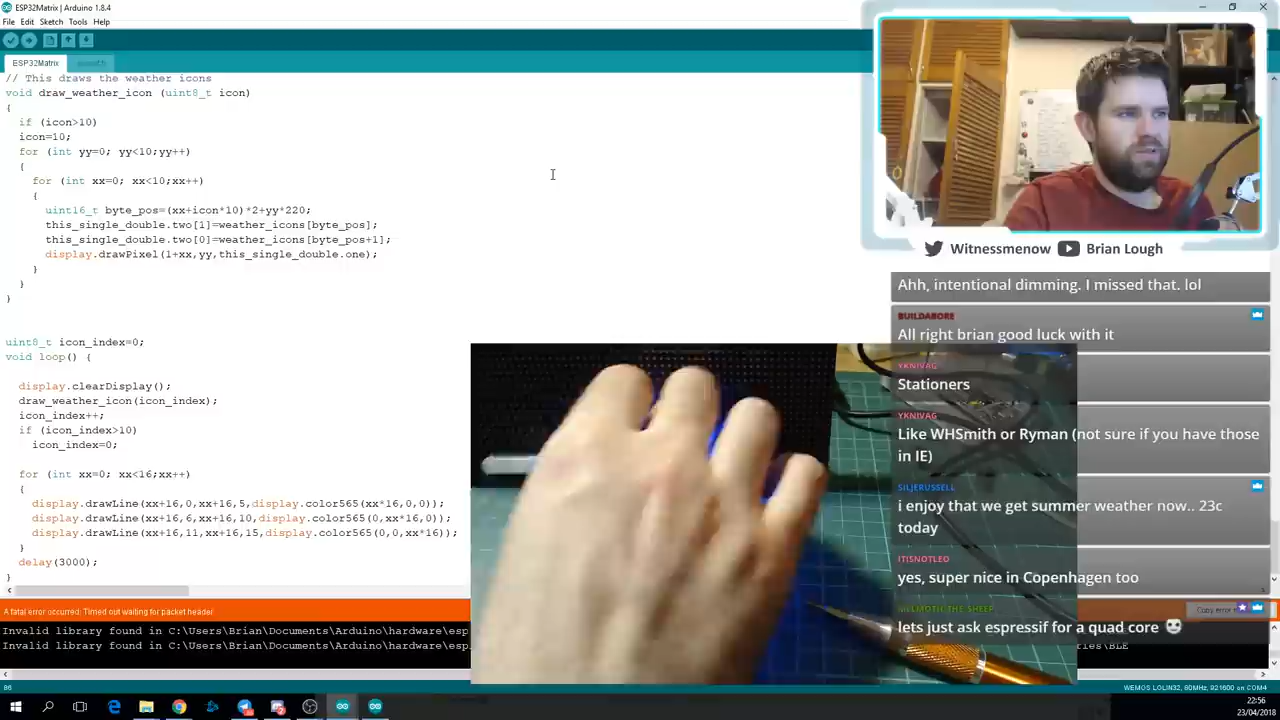 ESP32Matrix | Arduino 1.8.4
File Edit Sketch Tools Help
ESP32Matrix
// This draws the weather icons
void draw_weather_icon (uint8_t icon)
{
if (icon>10)
icon=10;
for (int yy=0; yy<10;yy++)
{
for (int xx=0; xx<10;xx++)
{
uint16_t byte_pos=(xx+icon*10)*2+yy*220;
this_single_double.two[1]=weather_icons[byte_pos];
this_single_double.two[0]=weather_icons[byte_pos+1];
display.drawPixel(1+xx,yy,this_single_double.one);
}
}
}
uint8_t icon_index=0;
void loop() {
display.clearDisplay();
draw_weather_icon(icon_index);
icon_index++;
if (icon_index>10)
icon_index=0;
for (int xx=0; xx<16;xx++)
{
display.drawLine(xx+16,0,xx+16,5,display.color565(xx*16,0,0));
display.drawLine(xx+16,6,xx+16,10,display.color565(0,xx*16,0));
display.drawLine(xx+16,11,xx+16,15,display.color565(0,0,xx*16));
}
delay(3000);
}
A fatal error occurred: Timed out waiting for packet header
Copy error
Invalid library found in C:\Users\Brian\Documents\Arduino\hardware\esp
Invalid library found in C:\Users\Brian\Documents\Arduino\hardware\esp
\BLE
86
WEMOS LOLIN32, 80MHz, 921600 on COM4
22:56
23/04/2018
Witnessmenow
Brian Lough
Ahh, intentional dimming. I missed that. lol
BUILDABORE
All right brian good luck with it
YKNIVAG
Stationers
YKNIVAG
Like WHSmith or Ryman (not sure if you have those
in IE)
SILJERUSSELL
i enjoy that we get summer weather now.. 23c
today
ITISNOTLEO
yes, super nice in Copenhagen too
THE SHEEP
lets just ask espressif for a quad core